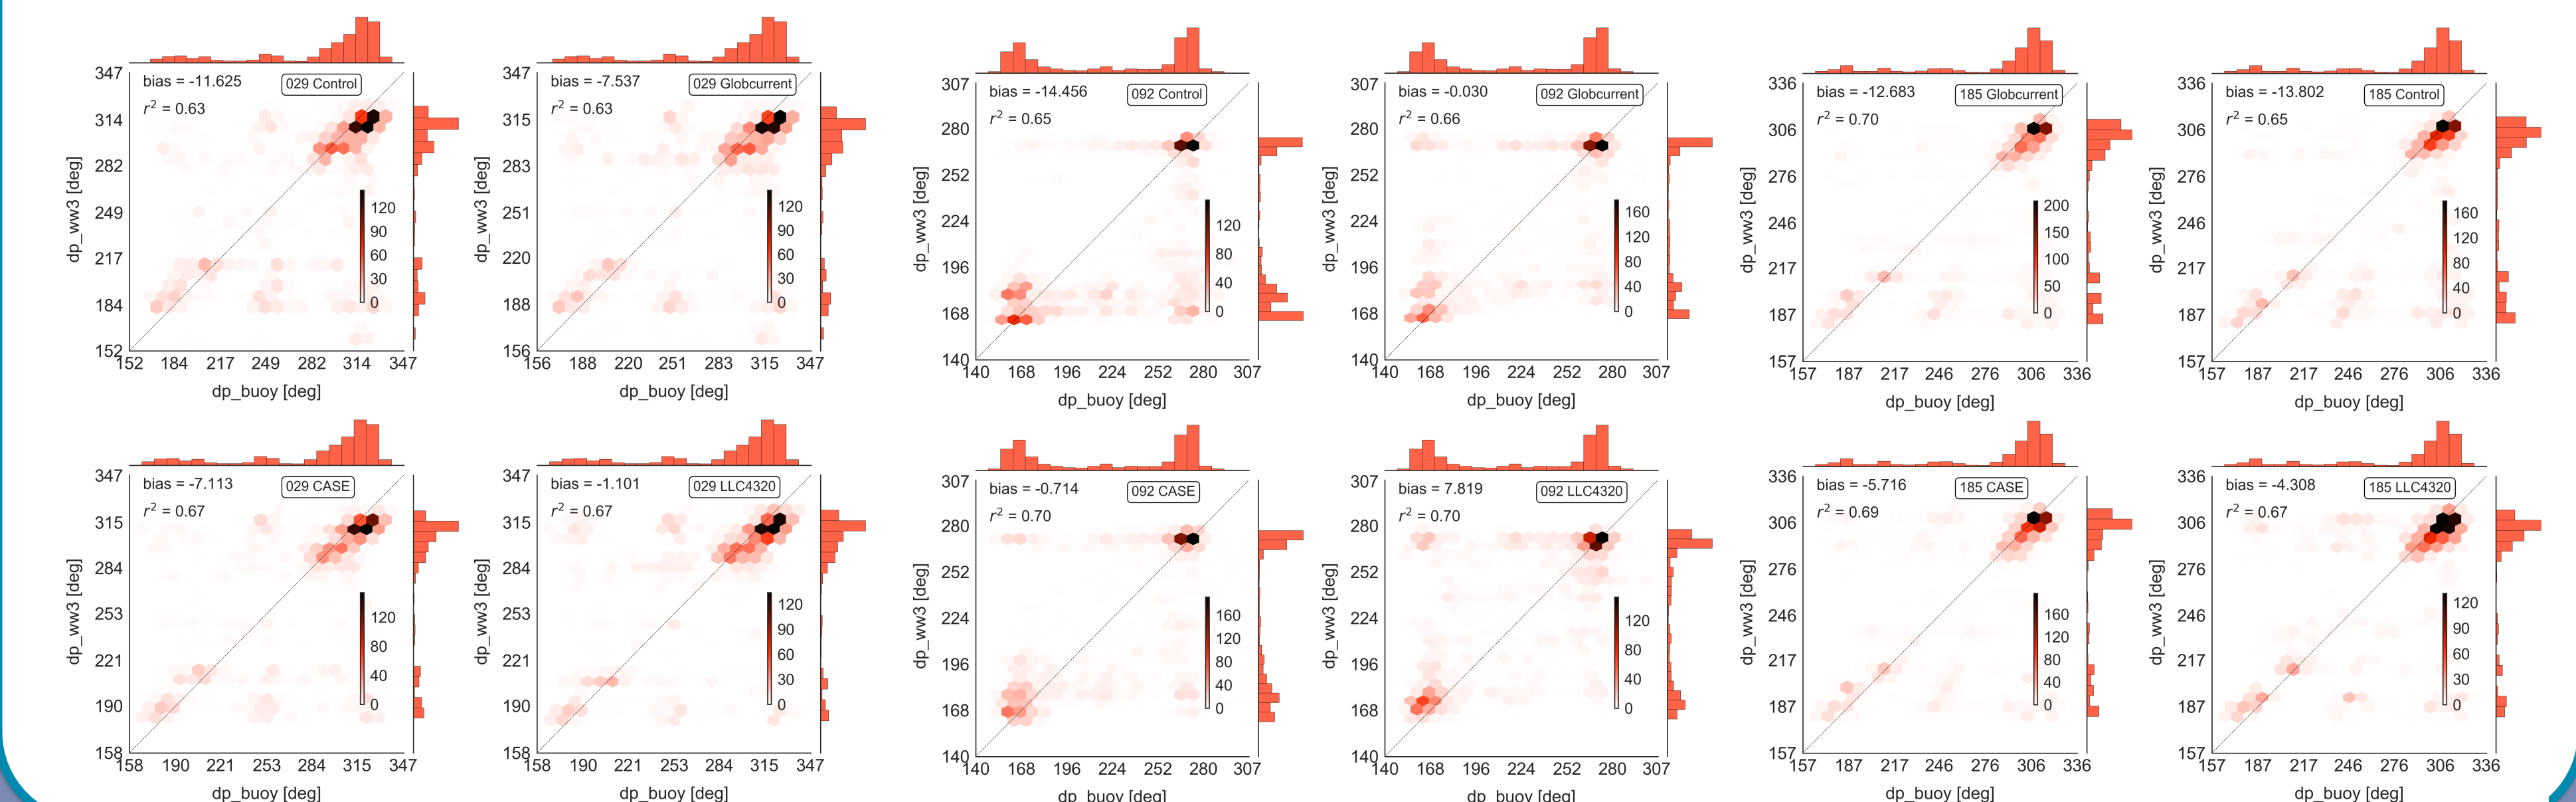 bias = -11.625
029 Control
r² = 0.63
347
314
282
249
217
184
152
152 184 217 249 282 314 347
120
90
60
30
0
dp_ww3 [deg]
dp_buoy [deg]
bias = -7.537
029 Globcurrent
r² = 0.63
347
315
283
251
220
188
156
156 188 220 251 283 315 347
120
90
60
30
0
dp_ww3 [deg]
dp_buoy [deg]
bias = -14.456
092 Control
r² = 0.65
307
280
252
224
196
168
140
140 168 196 224 252 280 307
120
80
40
0
dp_ww3 [deg]
dp_buoy [deg]
bias = -0.030
092 Globcurrent
r² = 0.66
307
280
252
224
196
168
140
140 168 196 224 252 280 307
160
120
80
40
0
dp_ww3 [deg]
dp_buoy [deg]
bias = -12.683
185 Globcurrent
r² = 0.70
336
306
276
246
217
187
157
157 187 217 246 276 306 336
200
150
100
50
0
dp_ww3 [deg]
dp_buoy [deg]
bias = -13.802
185 Control
r² = 0.65
336
306
276
246
217
187
157
157 187 217 246 276 306 336
160
120
80
40
0
dp_ww3 [deg]
dp_buoy [deg]
bias = -7.113
029 CASE
r² = 0.67
347
315
284
253
221
190
158
158 190 221 253 284 315 347
120
80
40
0
dp_ww3 [deg]
dp_buoy [deg]
bias = -1.101
029 LLC4320
r² = 0.67
347
315
284
253
221
190
158
158 190 221 253 284 315 347
120
90
60
30
0
dp_ww3 [deg]
dp_buoy [deg]
bias = -0.714
092 CASE
r² = 0.70
307
280
252
224
196
168
140
140 168 196 224 252 280 307
160
120
80
40
0
dp_ww3 [deg]
dp_buoy [deg]
bias = 7.819
092 LLC4320
r² = 0.70
307
280
252
224
196
168
140
140 168 196 224 252 280 307
120
80
40
0
dp_ww3 [deg]
dp_buoy [deg]
bias = -5.716
185 CASE
r² = 0.69
336
306
276
246
217
187
157
157 187 217 246 276 306 336
160
120
80
40
0
dp_ww3 [deg]
dp_buoy [deg]
bias = -4.308
185 LLC4320
r² = 0.67
336
306
276
246
217
187
157
157 187 217 246 276 306 336
120
90
60
30
0
dp_ww3 [deg]
dp_buoy [deg]